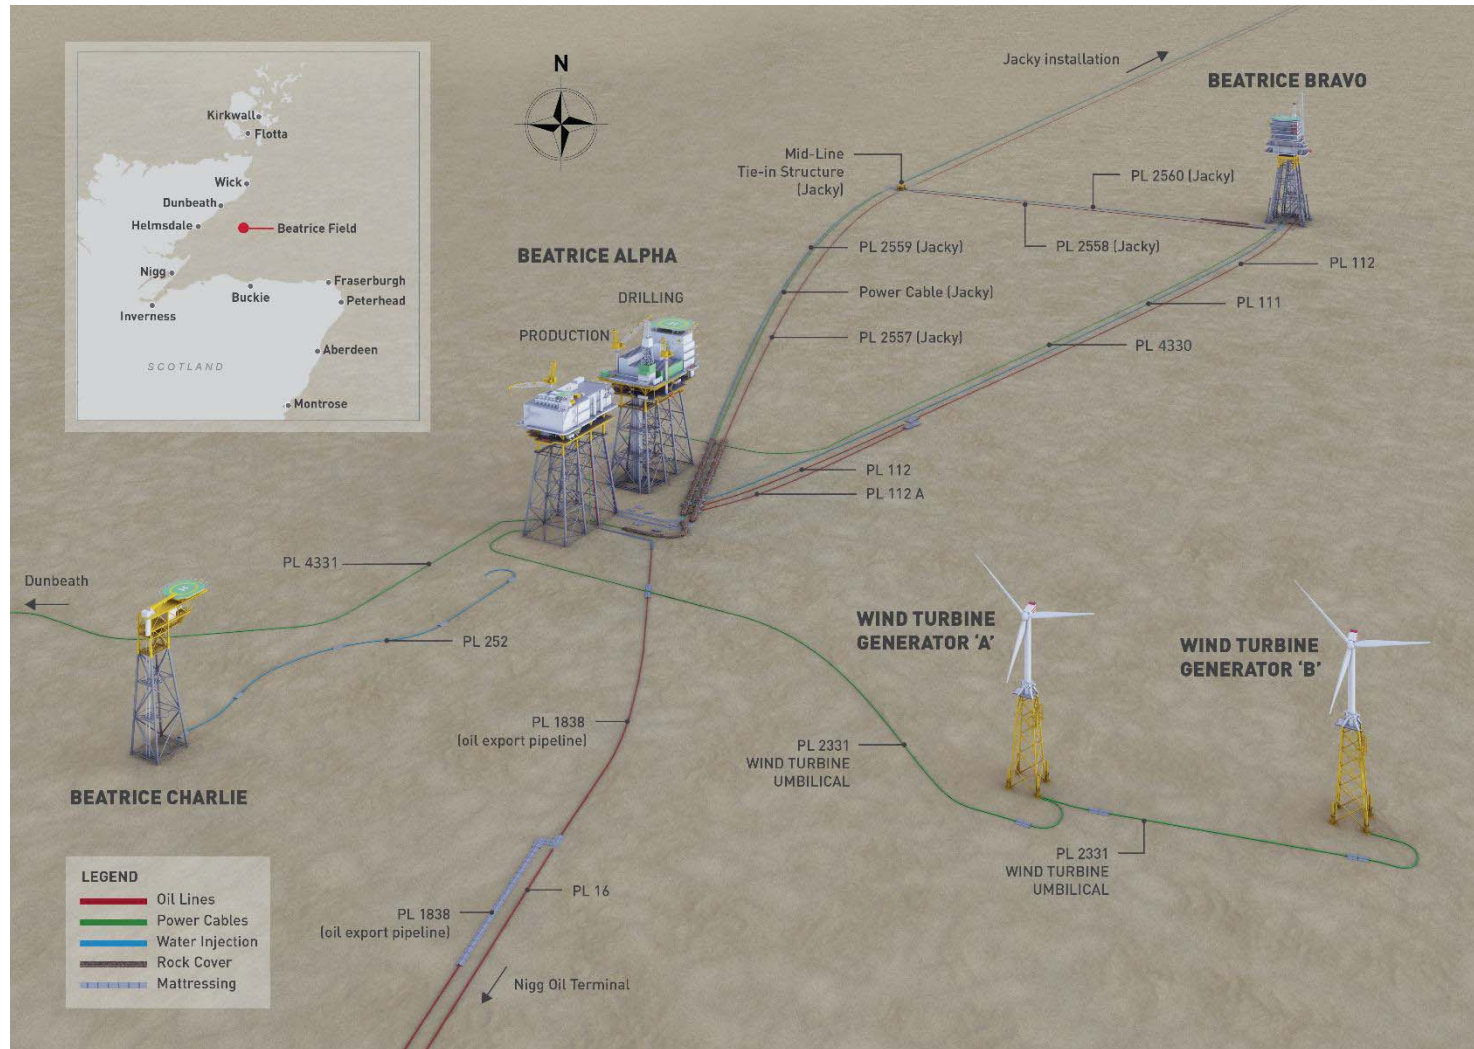 Kirkwall
Flotta
Wick
Dunbeath
Helmsdale
Beatrice Field
Nigg
Fraserburgh
Buckie
Peterhead
Inverness
Aberdeen
SCOTLAND
Montrose
N
Jacky installation
BEATRICE BRAVO
Mid-Line
Tie-in Structure
(Jacky)
PL 2560 (Jacky)
PL 2559 (Jacky)
PL 2558 (Jacky)
PL 112
BEATRICE ALPHA
DRILLING
PRODUCTION
Power Cable (Jacky)
PL 111
PL 2557 (Jacky)
PL 4330
PL 112
PL 112 A
PL 4331
Dunbeath
H
PL 252
WIND TURBINE
GENERATOR ‘A’
WIND TURBINE
GENERATOR ‘B’
PL 1838
(oil export pipeline)
PL 2331
WIND TURBINE
UMBILICAL
BEATRICE CHARLIE
PL 2331
WIND TURBINE
UMBILICAL
PL 16
PL 1838
(oil export pipeline)
Nigg Oil Terminal
LEGEND
Oil Lines
Power Cables
Water Injection
Rock Cover
Mattressing